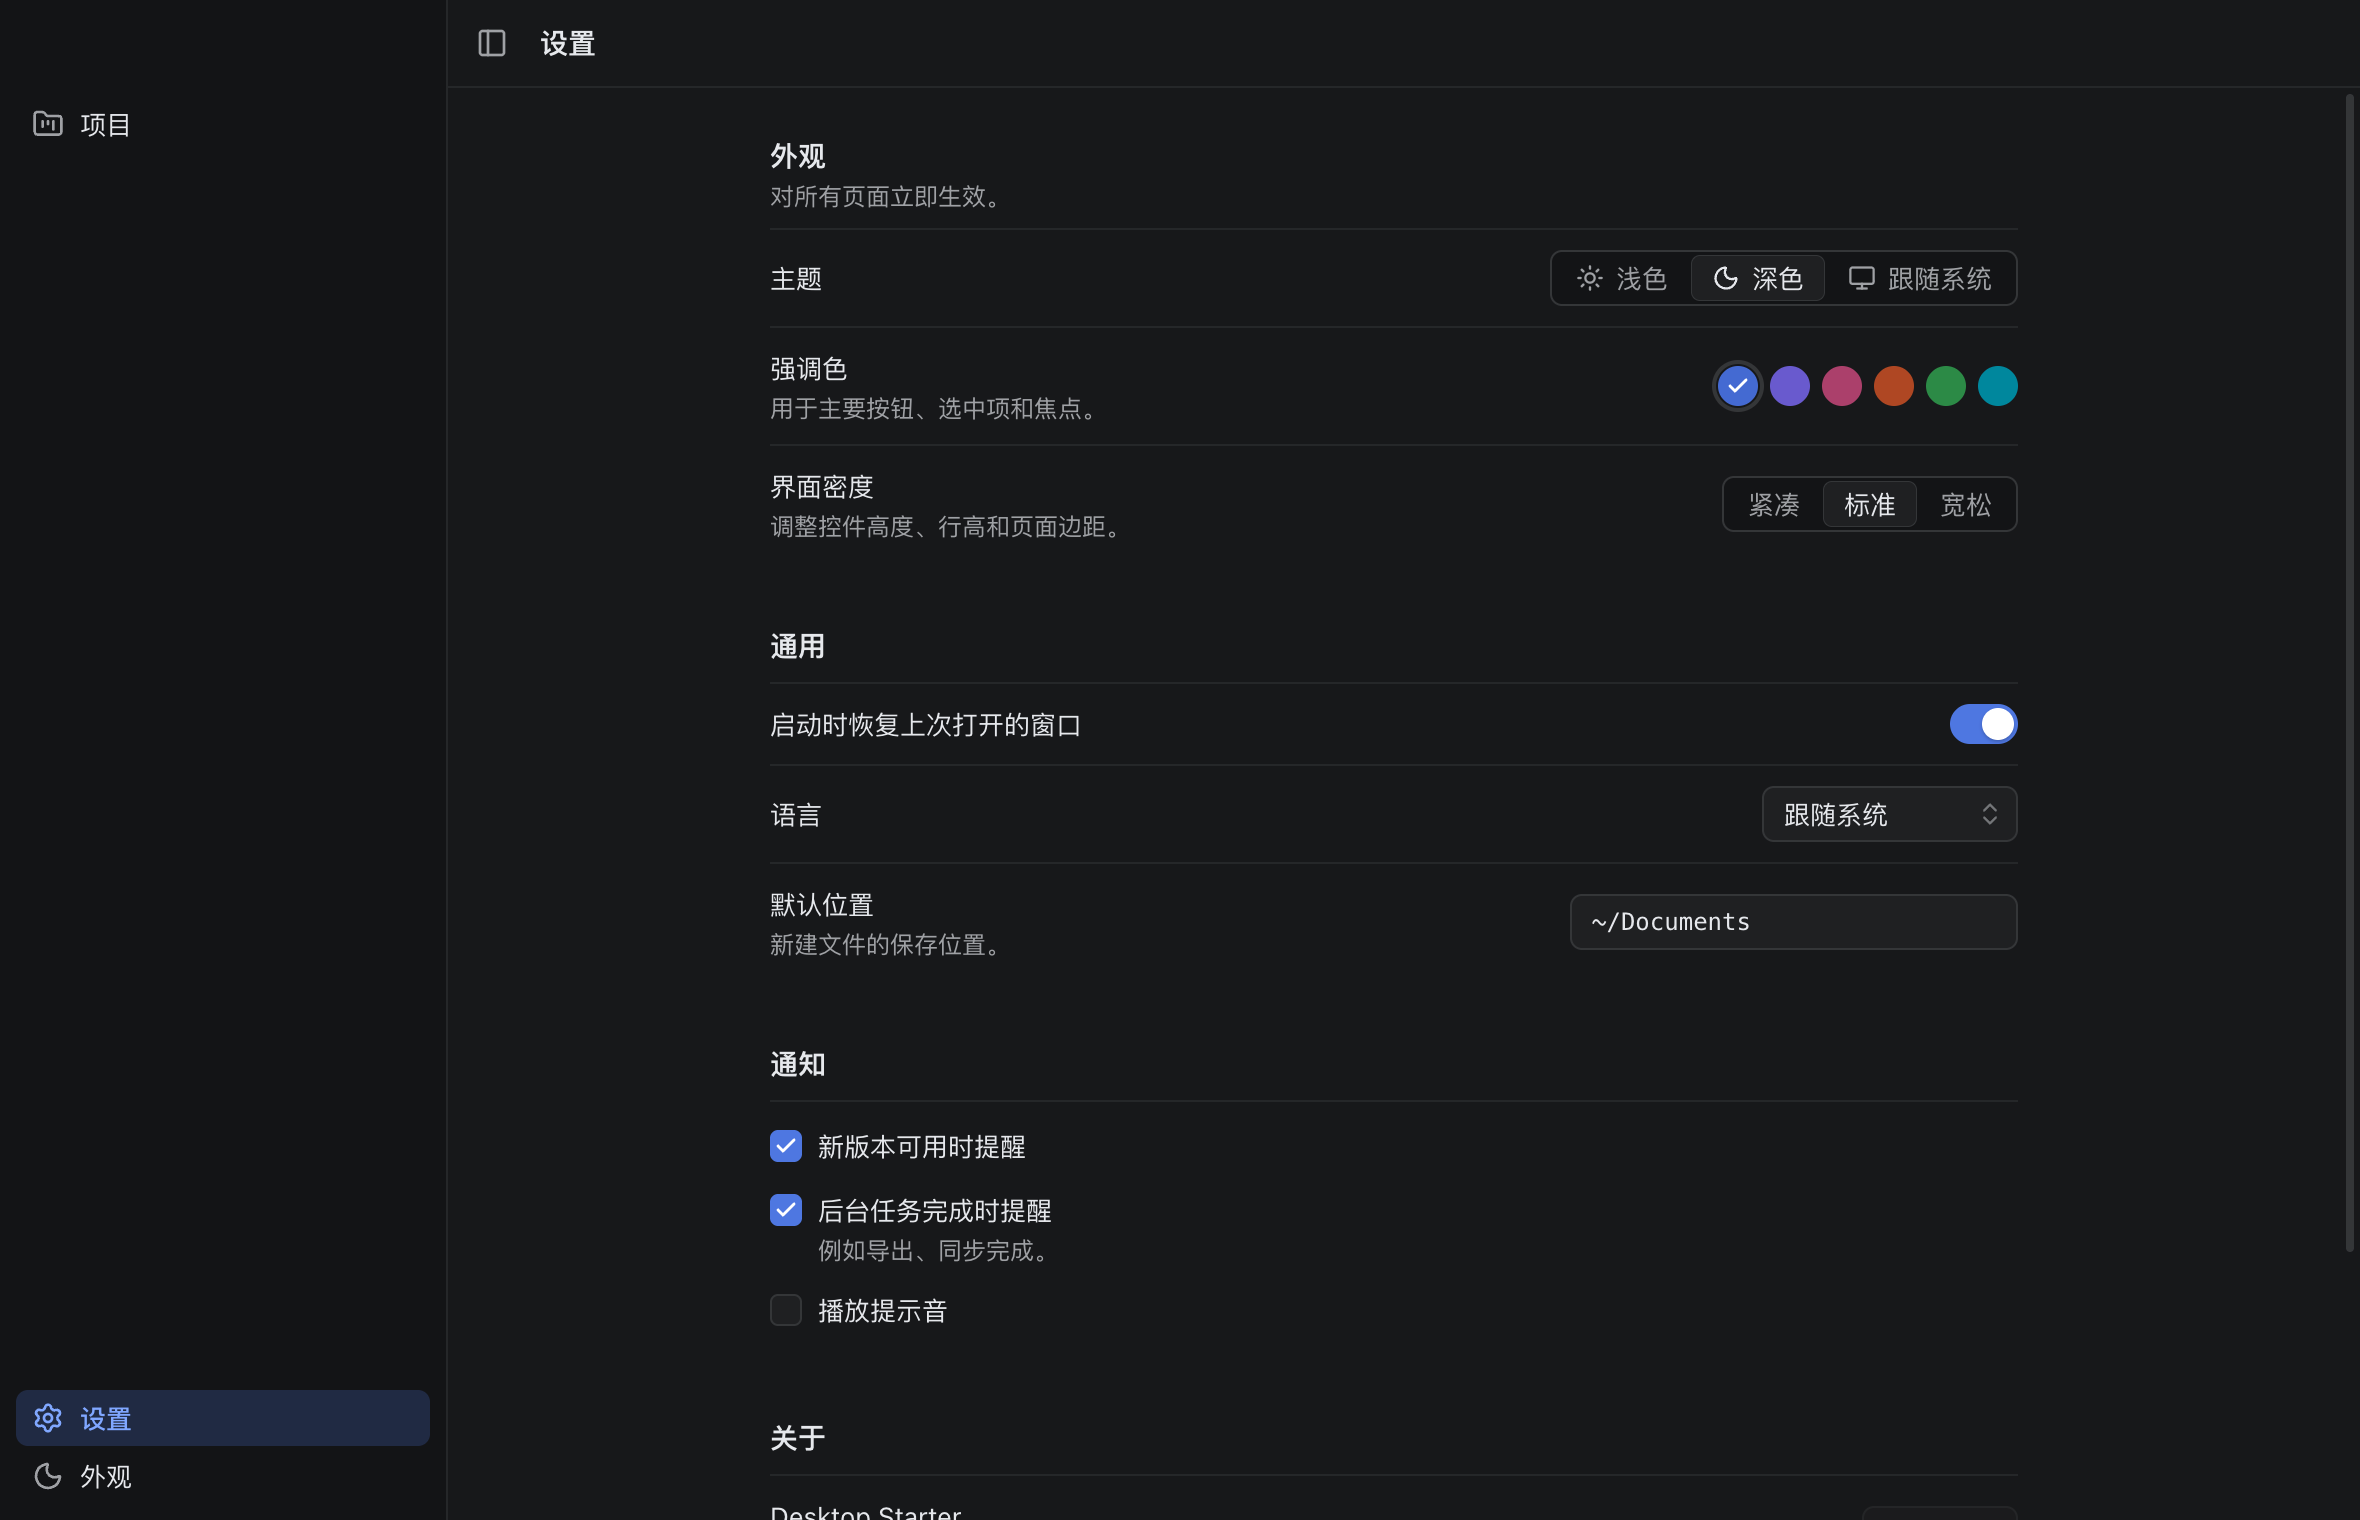 项目
设置
外观
设置
外观
对所有页面立即生效。
主题
浅色
深色
跟随系统
强调色
用于主要按钮、选中项和焦点。
界面密度
调整控件高度、行高和页面边距。
紧凑
标准
宽松
通用
启动时恢复上次打开的窗口
语言
跟随系统
默认位置
新建文件的保存位置。
~/Documents
通知
新版本可用时提醒
后台任务完成时提醒
例如导出、同步完成。
播放提示音
关于
Desktop Starter